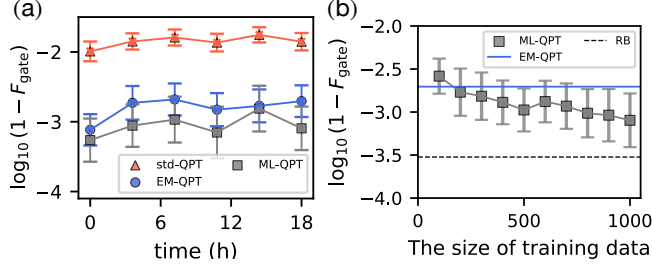 (a)
log10 (1 − Fgate)
−2
−3
−4
std-QPT
EM-QPT
ML-QPT
0
6
12
18
time (h)
(b)
log10 (1 − Fgate)
−2.0
−2.5
−3.0
−3.5
−4.0
ML-QPT
EM-QPT
RB
0
500
1000
The size of training data